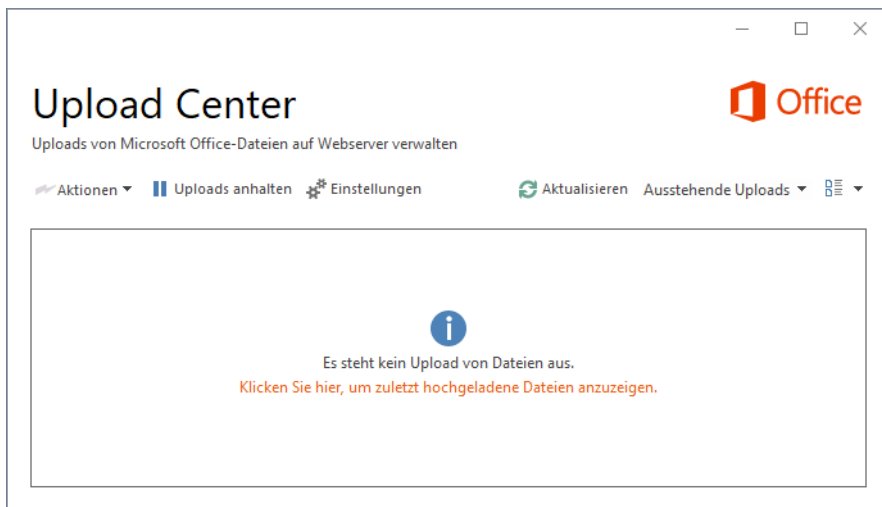 Upload Center
Office
Uploads von Microsoft Office-Dateien auf Webserver verwalten
Aktionen Uploads anhalten Einstellungen Aktualisieren Ausstehende Uploads
Es steht kein Upload von Dateien aus.
Klicken Sie hier, um zuletzt hochgeladene Dateien anzuzeigen.